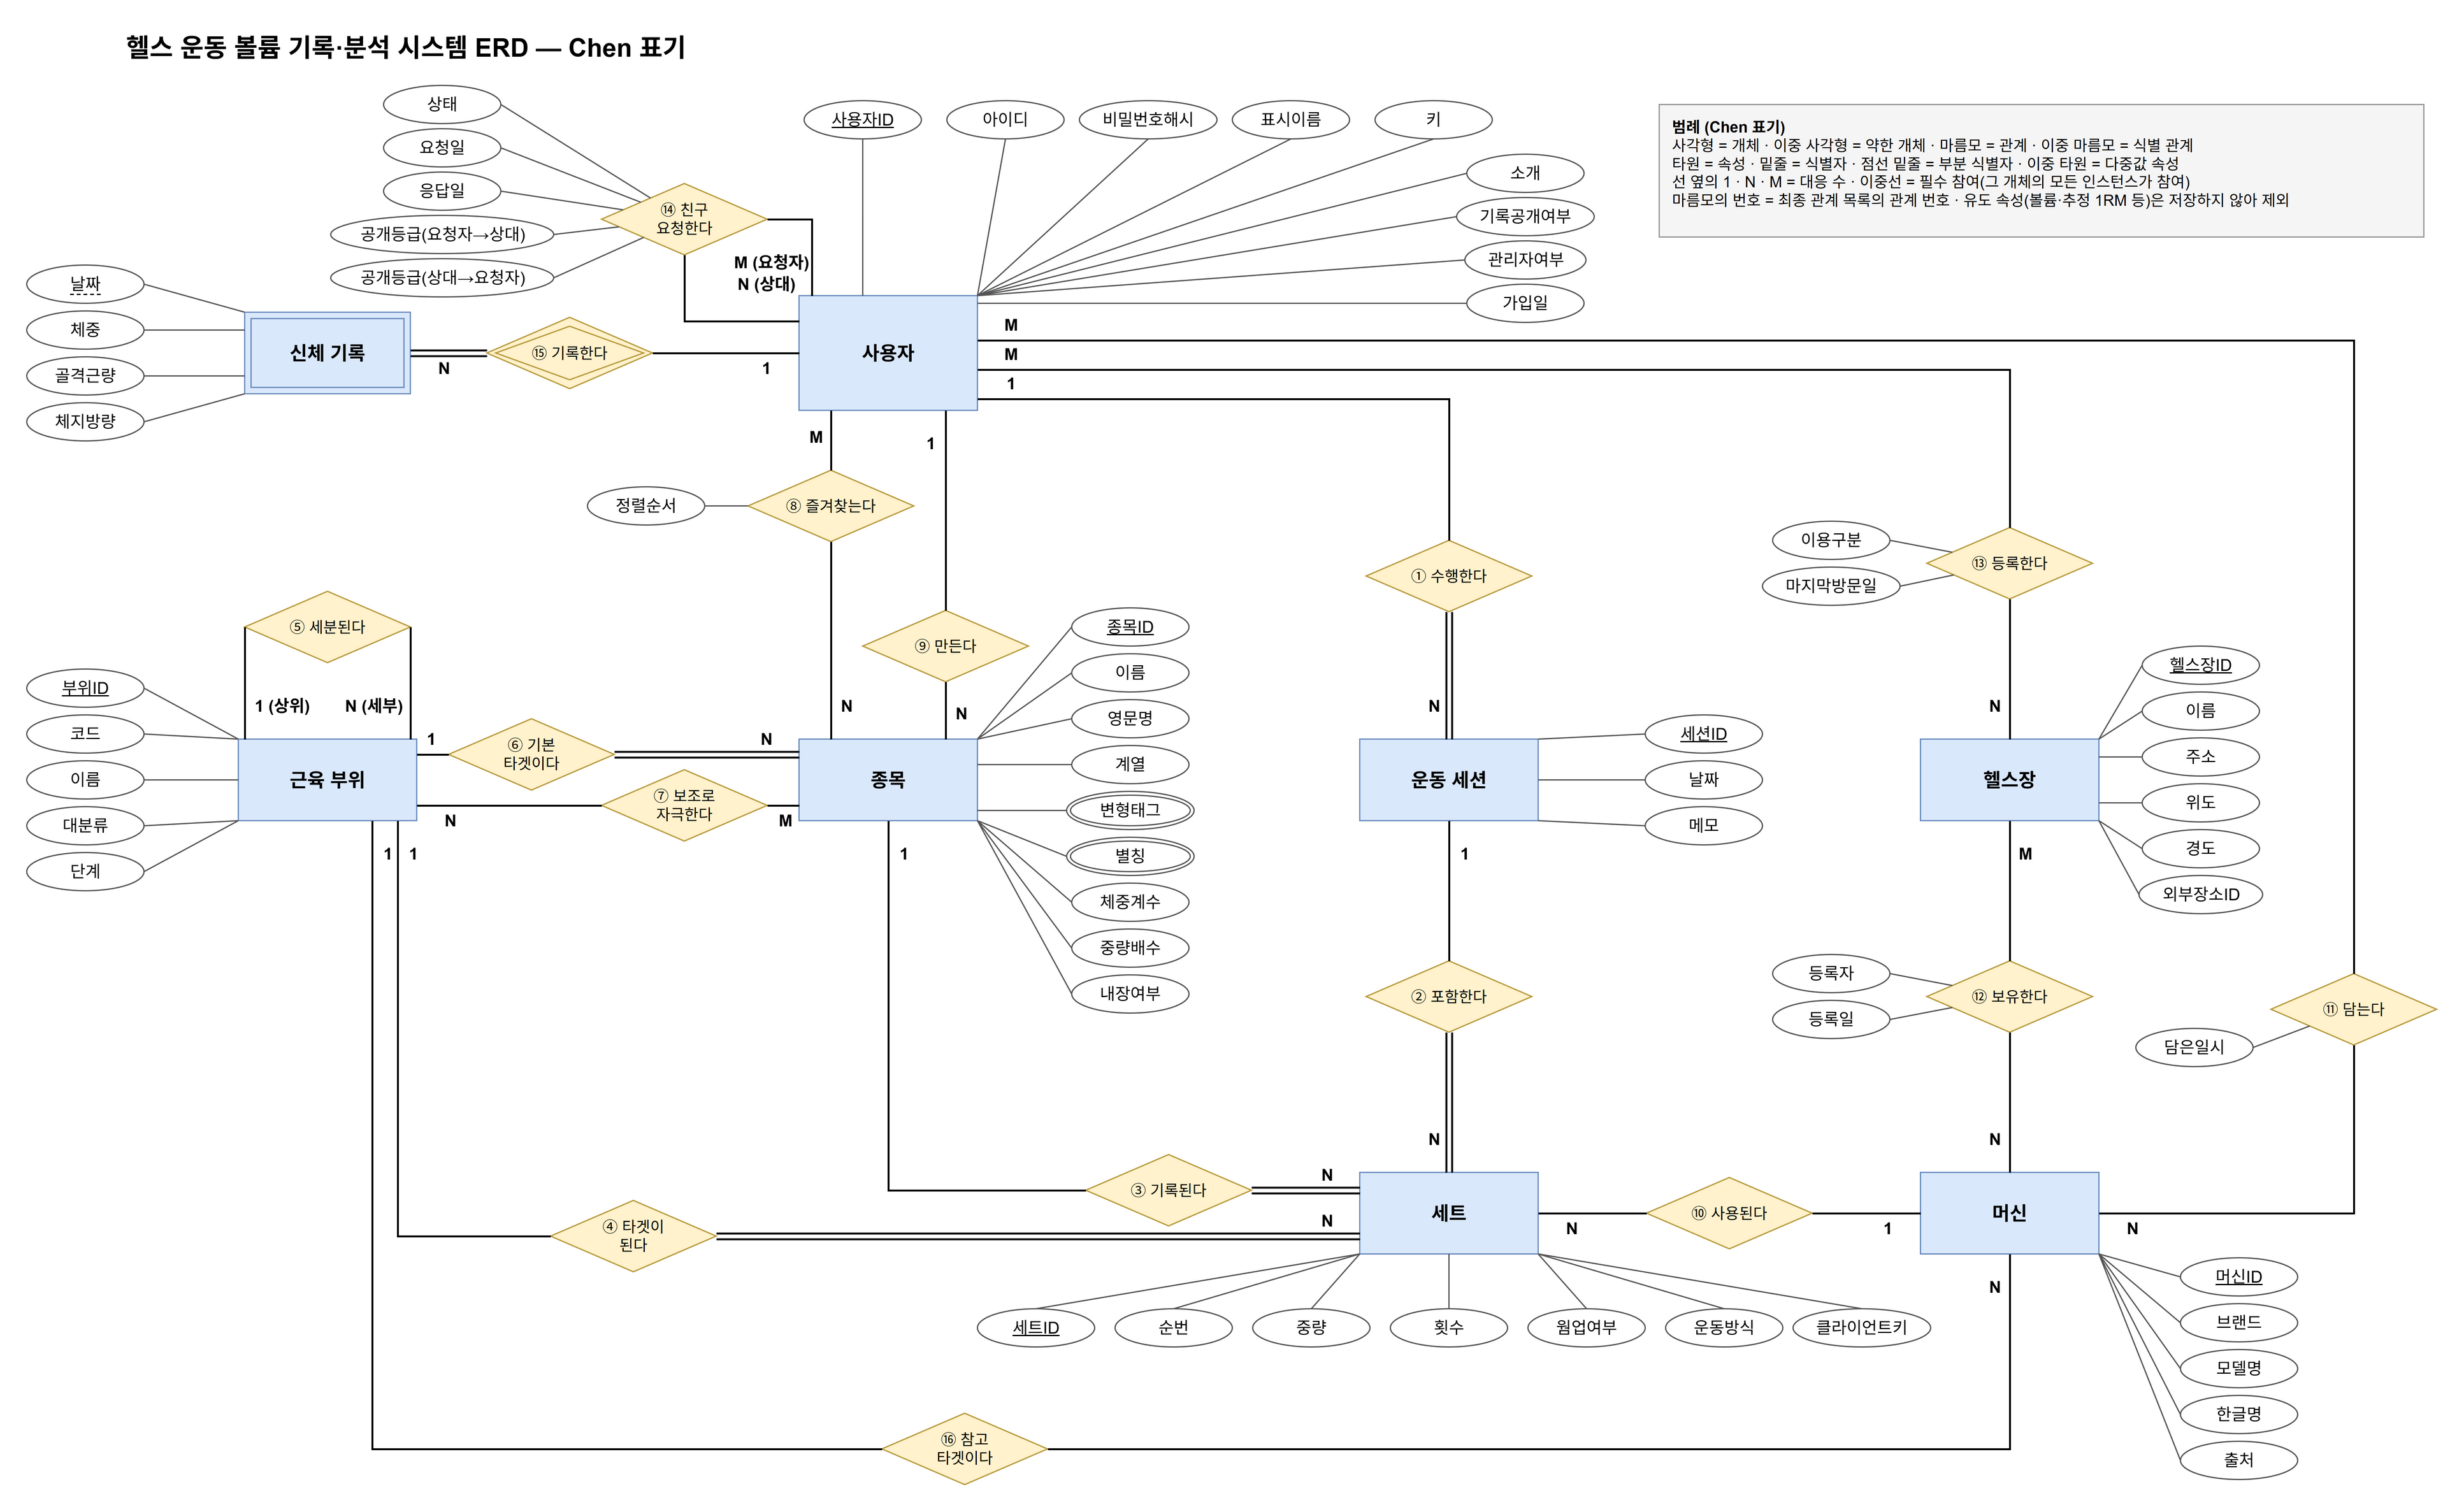 헬스 운동 볼륨 기록·분석 시스템 ERD — Chen 표기
범례 (Chen 표기)
사각형 = 개체 · 이중 사각형 = 약한 개체 · 마름모 = 관계 · 이중 마름모 = 식별 관계
타원 = 속성 · 밑줄 = 식별자 · 점선 밑줄 = 부분 식별자 · 이중 타원 = 다중값 속성
선 옆의 1 · N · M = 대응 수 · 이중선 = 필수 참여(그 개체의 모든 인스턴스가 참여)
마름모의 번호 = 최종 관계 목록의 관계 번호 · 유도 속성(볼륨·추정 1RM 등)은 저장하지 않아 제외
상태
요청일
응답일
공개등급(요청자→상대)
공개등급(상대→요청자)
⑭ 친구
요청한다
M (요청자)
N (상대)
사용자ID
아이디
비밀번호해시
표시이름
키
소개
기록공개여부
관리자여부
가입일
날짜
체중
골격근량
체지방량
신체 기록
N
⑮ 기록한다
1
사용자
M
M
1
M
1
정렬순서
⑧ 즐겨찾는다
⑨ 만든다
N
N
① 수행한다
N
이용구분
마지막방문일
⑬ 등록한다
N
⑤ 세분된다
1 (상위)
N (세부)
부위ID
코드
이름
대분류
단계
근육 부위
1
⑥ 기본
타겟이다
N
N
⑦ 보조로
자극한다
M
1
1
종목
1
종목ID
이름
영문명
계열
변형태그
별칭
체중계수
중량배수
내장여부
운동 세션
1
세션ID
날짜
메모
헬스장
M
헬스장ID
이름
주소
위도
경도
외부장소ID
② 포함한다
N
등록자
등록일
⑫ 보유한다
N
⑪ 담는다
담은일시
③ 기록된다
N
④ 타겟이
된다
N
세트
N
⑩ 사용된다
1
머신
N
N
세트ID
순번
중량
횟수
웜업여부
운동방식
클라이언트키
머신ID
브랜드
모델명
한글명
출처
⑯ 참고
타겟이다